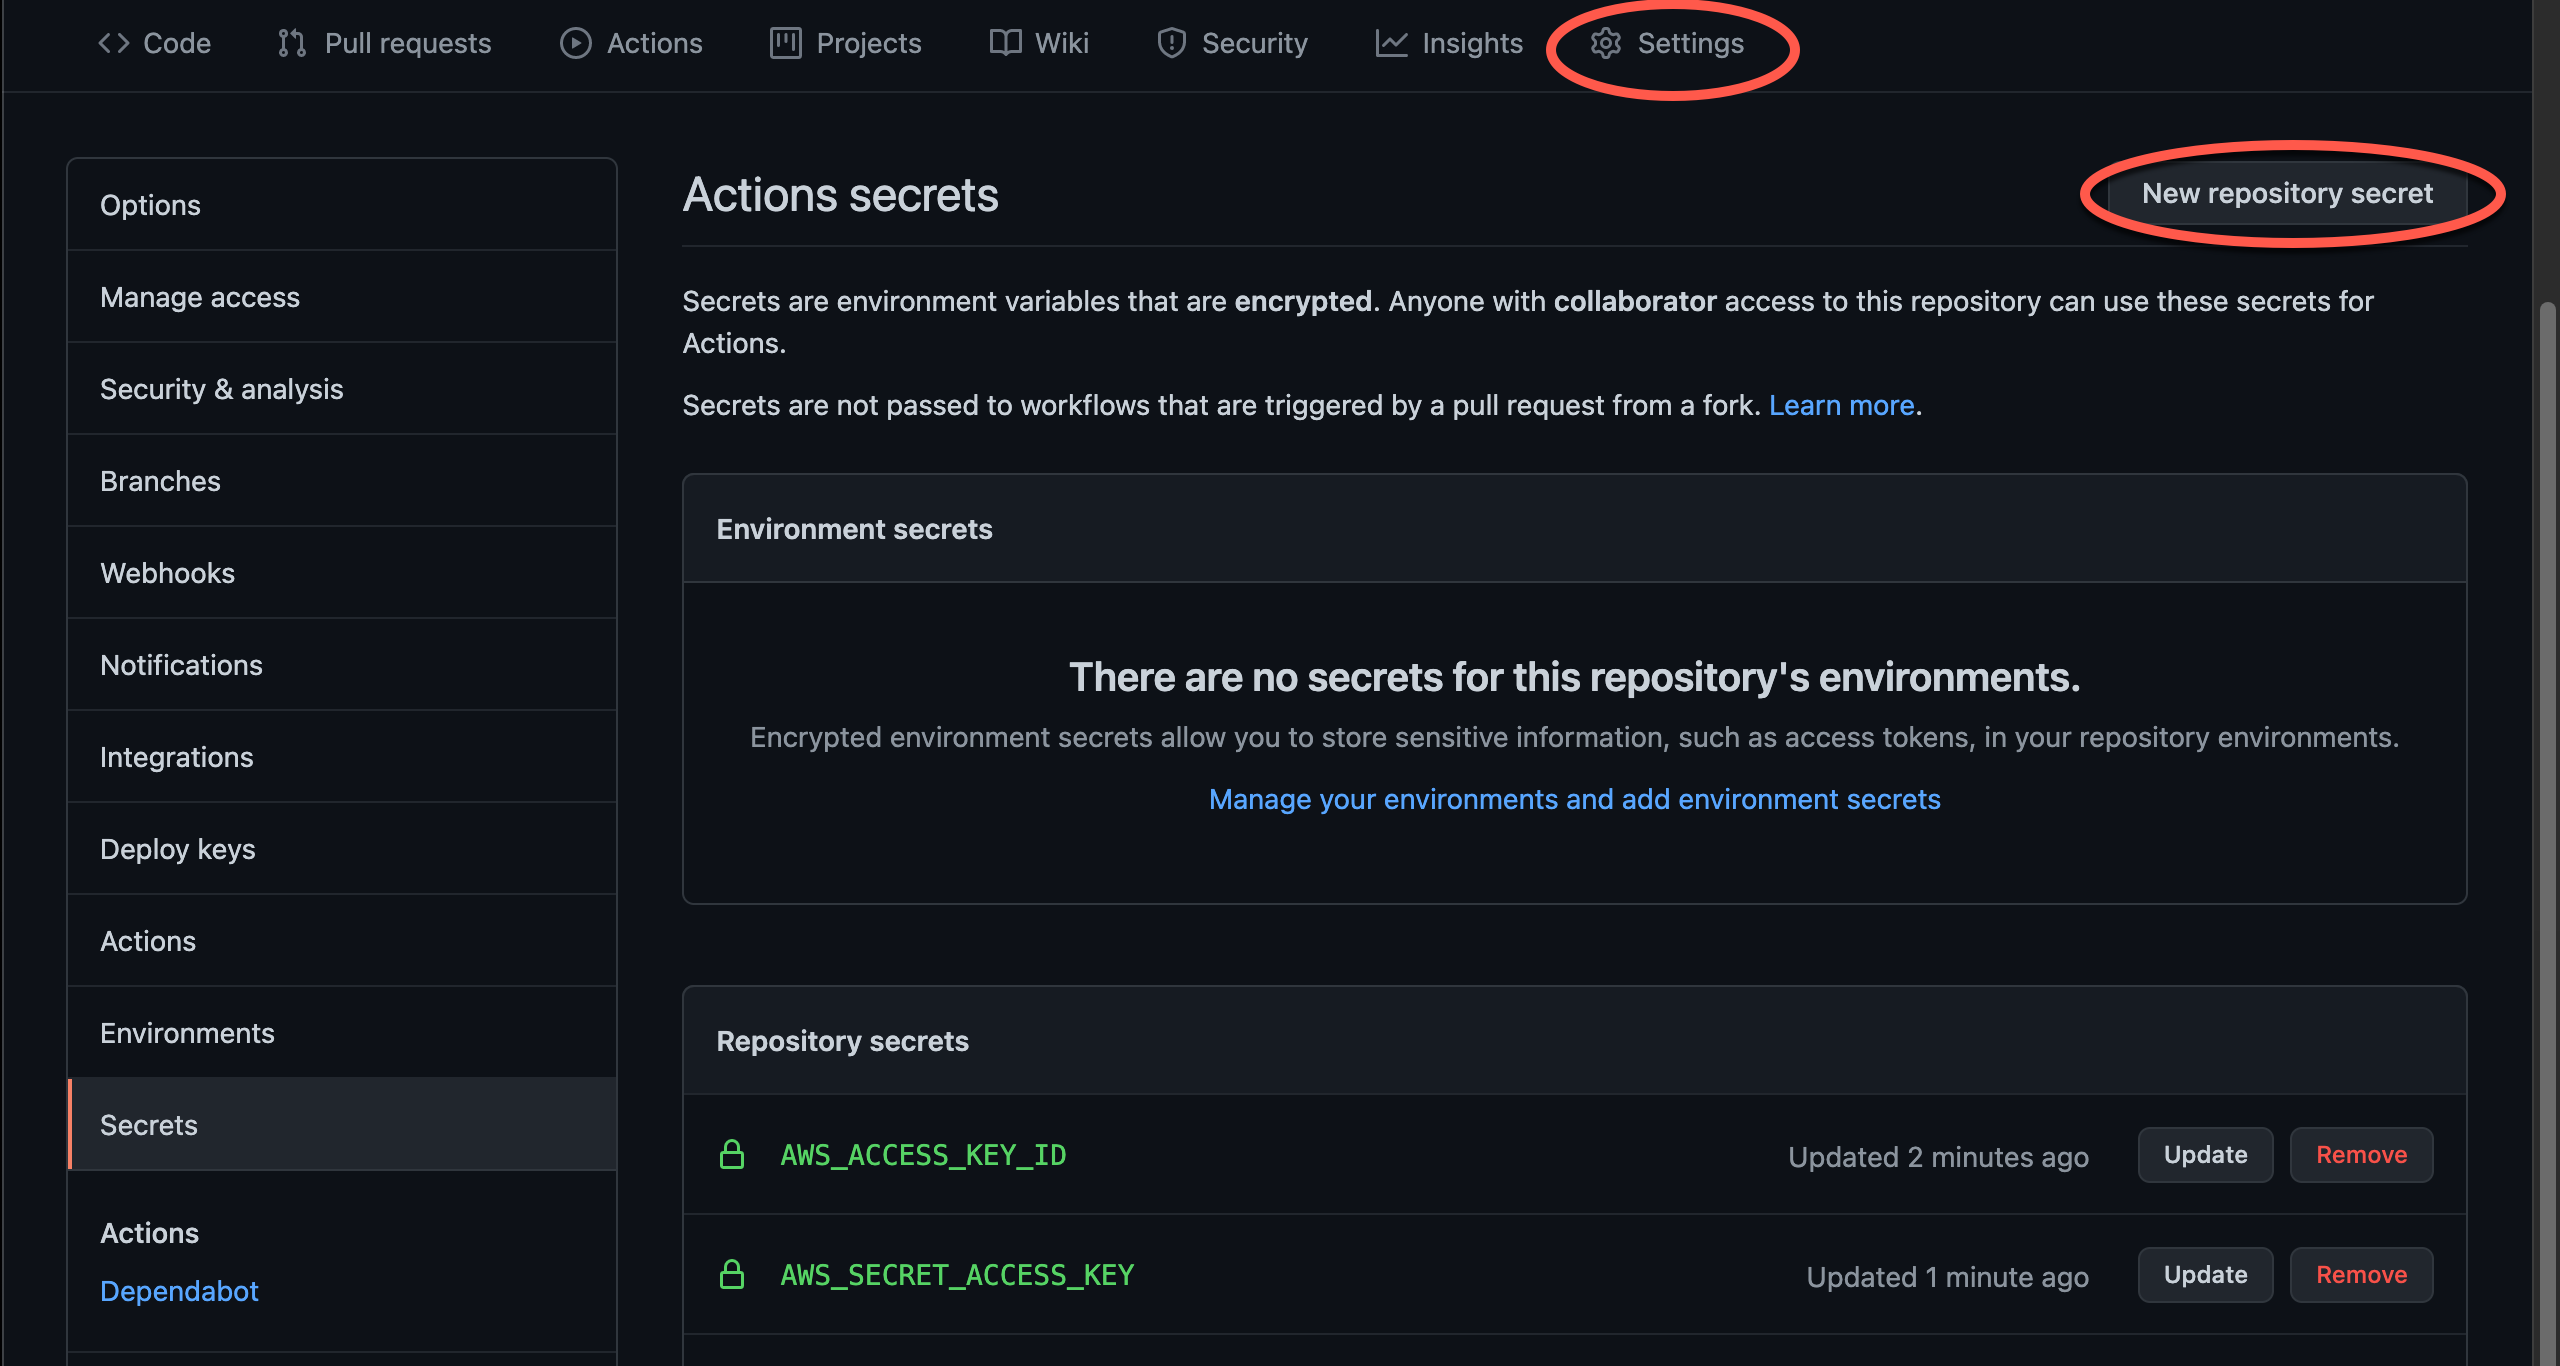 Code Pull requests Actions Projects Wiki Security Insights Settings
Options
Manage access
Security & analysis
Branches
Webhooks
Notifications
Integrations
Deploy keys
Actions
Environments
Secrets
Actions
Dependabot
Actions secrets
New repository secret
Secrets are environment variables that are encrypted. Anyone with collaborator access to this repository can use these secrets for
Actions.
Secrets are not passed to workflows that are triggered by a pull request from a fork. Learn more.
Environment secrets
There are no secrets for this repository's environments.
Encrypted environment secrets allow you to store sensitive information, such as access tokens, in your repository environments.
Manage your environments and add environment secrets
Repository secrets
AWS_ACCESS_KEY_ID Updated 2 minutes ago Update Remove
AWS_SECRET_ACCESS_KEY Updated 1 minute ago Update Remove